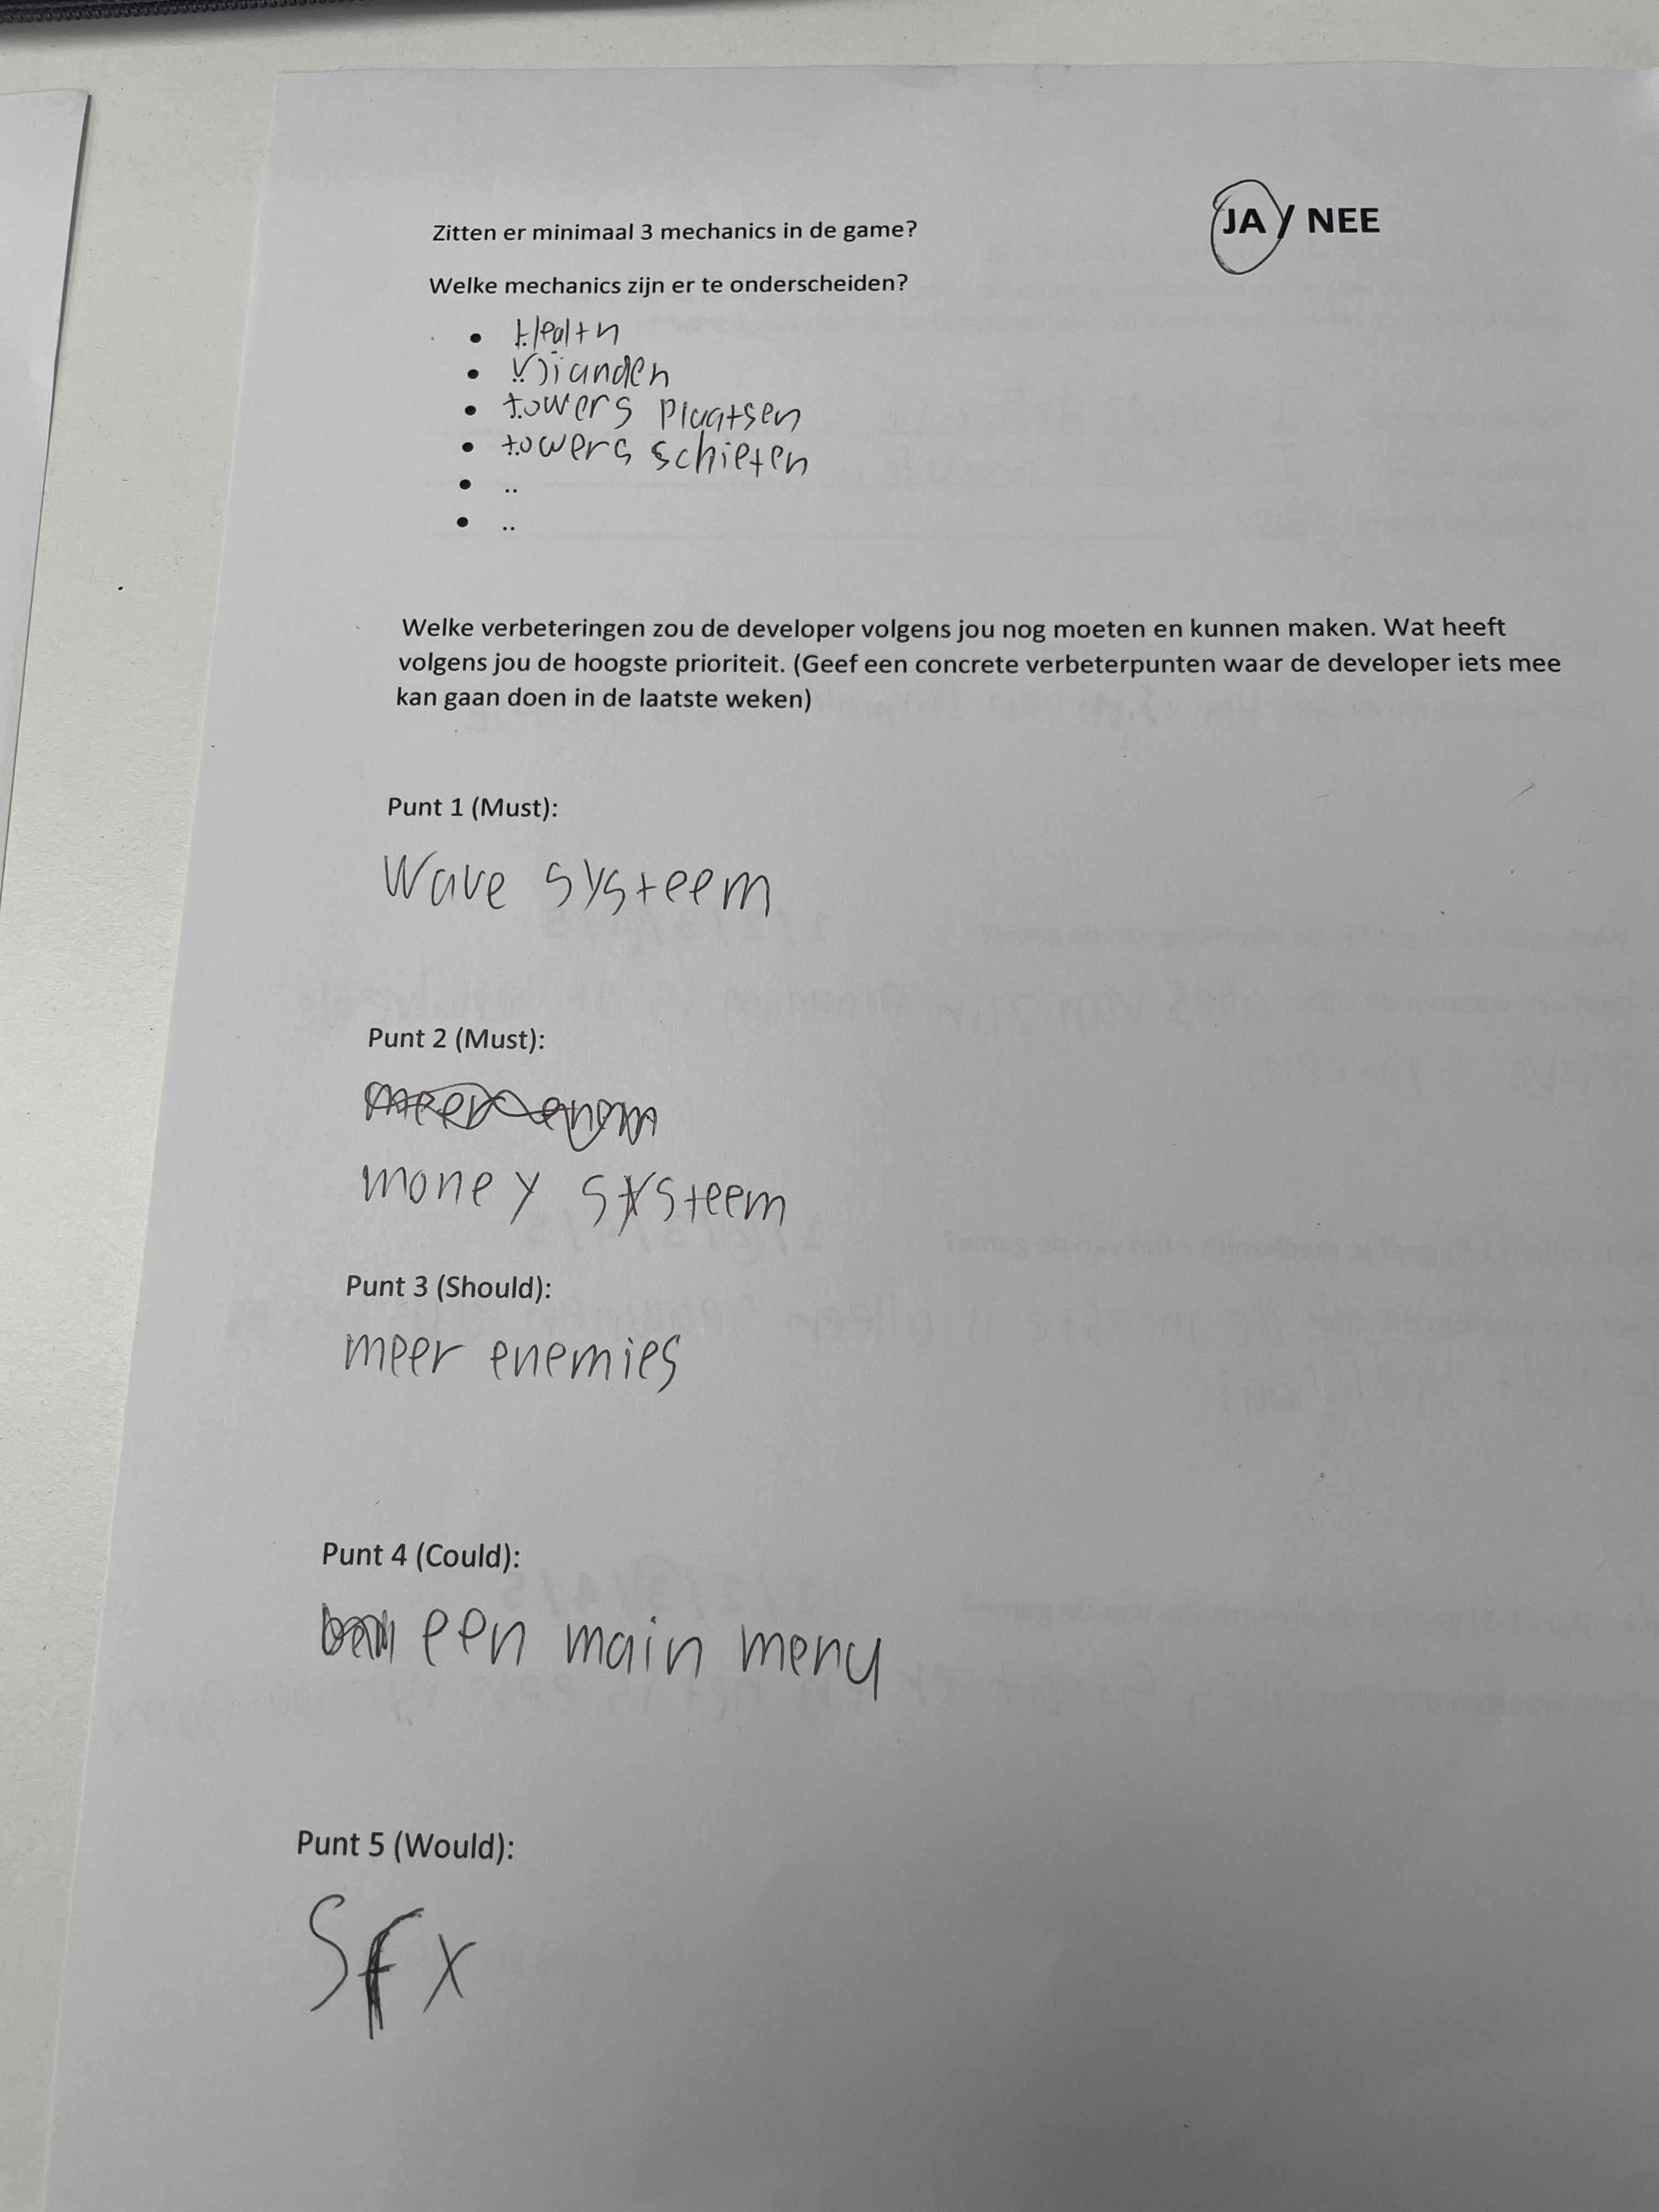 Zitten er minimaal 3 mechanics in de game? JA / NEE
Welke mechanics zijn er te onderscheiden?
• Health
• Vijanden
• towers plaatsen
• towers schieten
• ..
• ..
Welke verbeteringen zou de developer volgens jou nog moeten en kunnen maken. Wat heeft
volgens jou de hoogste prioriteit. (Geef een concrete verbeterpunten waar de developer iets mee
kan gaan doen in de laatste weken)
Punt 1 (Must):
Wave systeem
Punt 2 (Must):
money systeem
Punt 3 (Should):
meer enemies
Punt 4 (Could):
een main menu
Punt 5 (Would):
Sfx